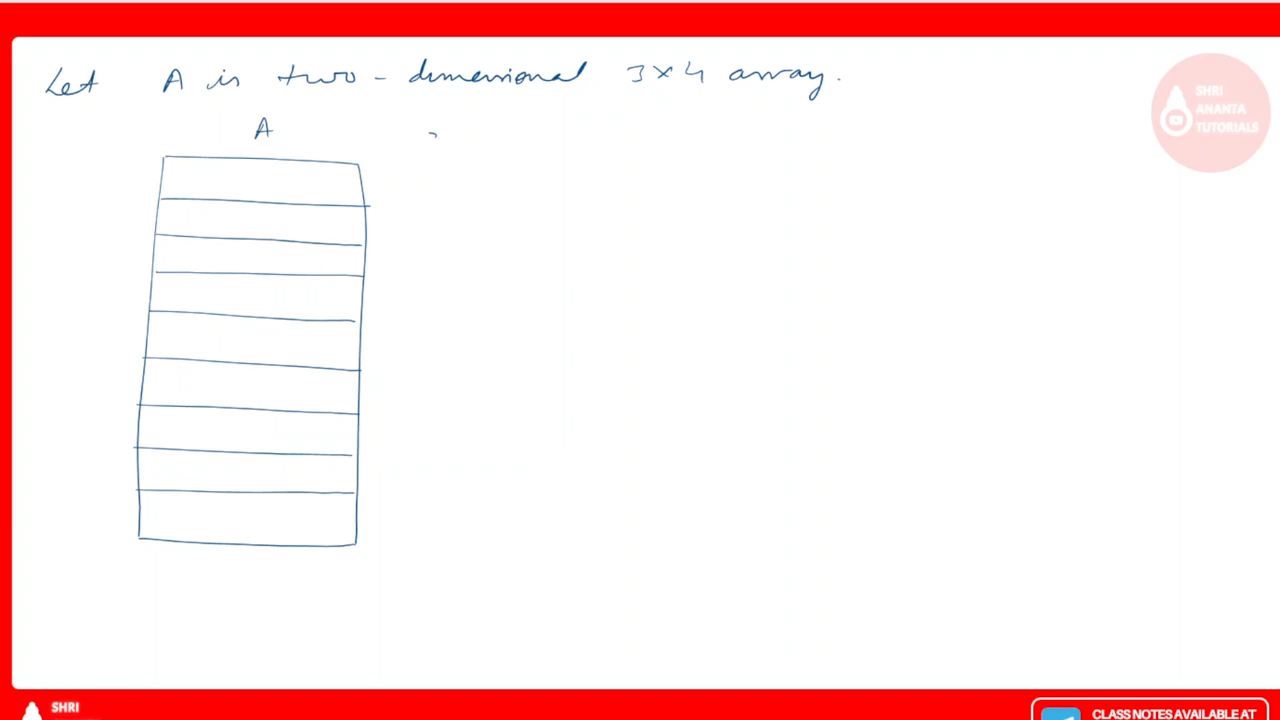 Let A is two-dimensional 3×4 array.
A
SHRI
ANANTA
TUTORIALS
SHRI
CLASS NOTES AVAILABLE AT